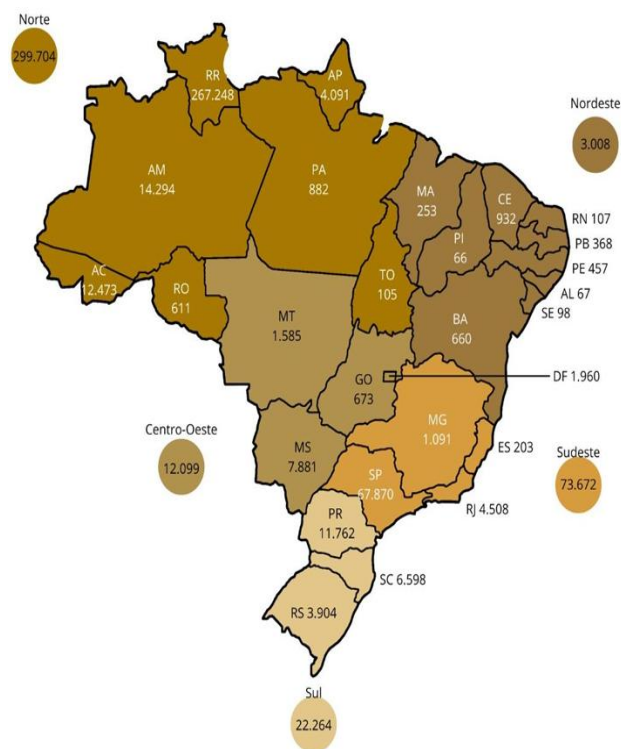 Norte
299.704
RR
267.248
AP
4.091
Nordeste
3.008
AM
14.294
PA
882
MA
253
CE
932
RN 107
PI
66
PB 368
PE 457
AL 67
SE 98
AC
12.473
RO
611
TO
105
MT
1.585
BA
660
GO
673
DF 1.960
Centro-Oeste
12.099
MS
7.881
MG
1.091
ES 203
Sudeste
73.672
SP
67.870
RJ 4.508
PR
11.762
SC 6.598
RS 3.904
Sul
22.264